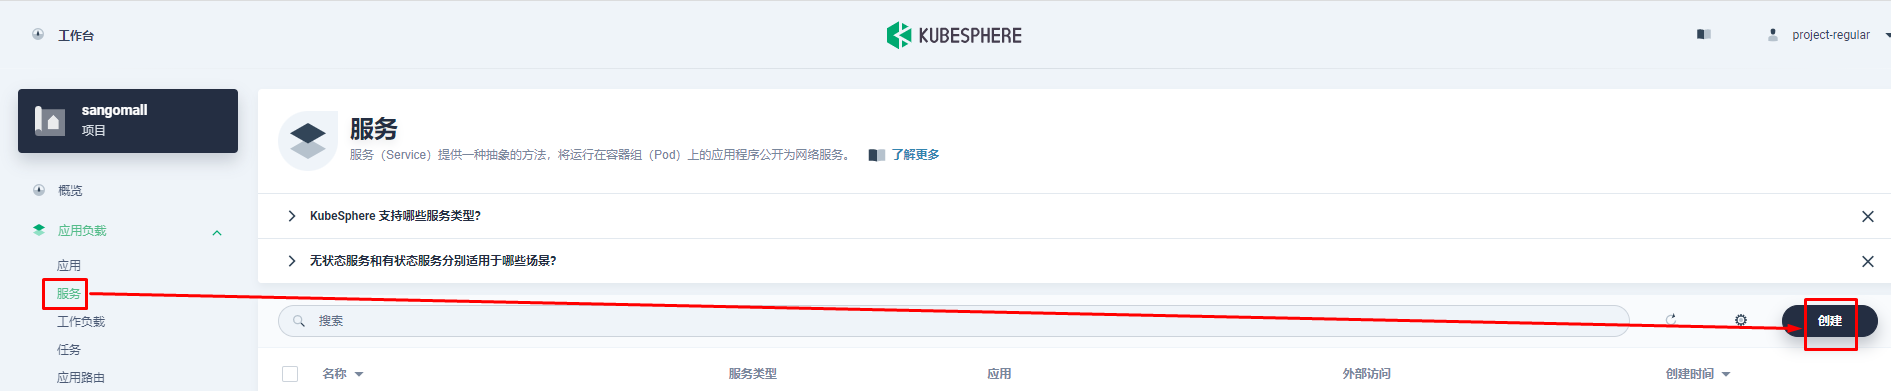 工作台
KUBESPHERE
project-regular
sangomall
项目
服务
服务（Service）提供一种抽象的方法，将运行在容器组（Pod）上的应用程序公开为网络服务。 了解更多
概览
KubeSphere 支持哪些服务类型?
应用负载
无状态服务和有状态服务分别适用于哪些场景?
应用
服务
工作负载
搜索
创建
任务
应用路由
名称 服务类型 应用 外部访问 创建时间